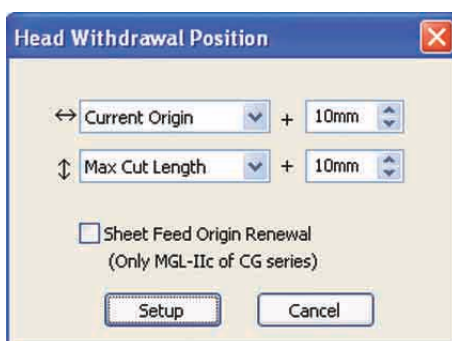 Head Withdrawal Position
Current Origin + 10mm
Max Cut Length + 10mm
Sheet Feed Origin Renewal
(Only MGL-IIc of CG series)
Setup Cancel